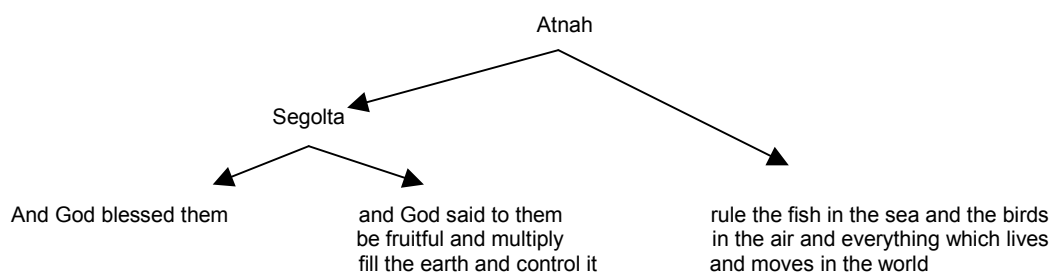 Atnah
Segolta
And God blessed them
and God said to them
be fruitful and multiply
fill the earth and control it
rule the fish in the sea and the birds
in the air and everything which lives
and moves in the world